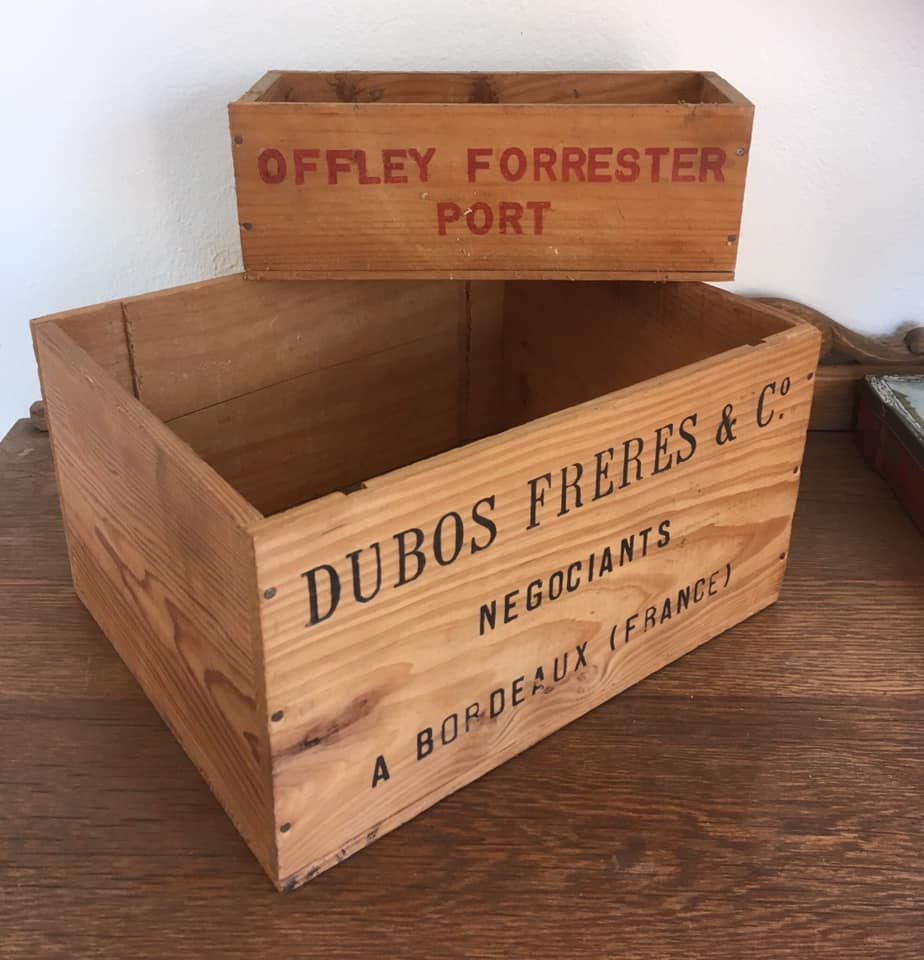 OFFLEY FORRESTER
PORT
DUBOS FRERES & Cº.
NEGOCIANTS
A BORDEAUX (FRANCE)